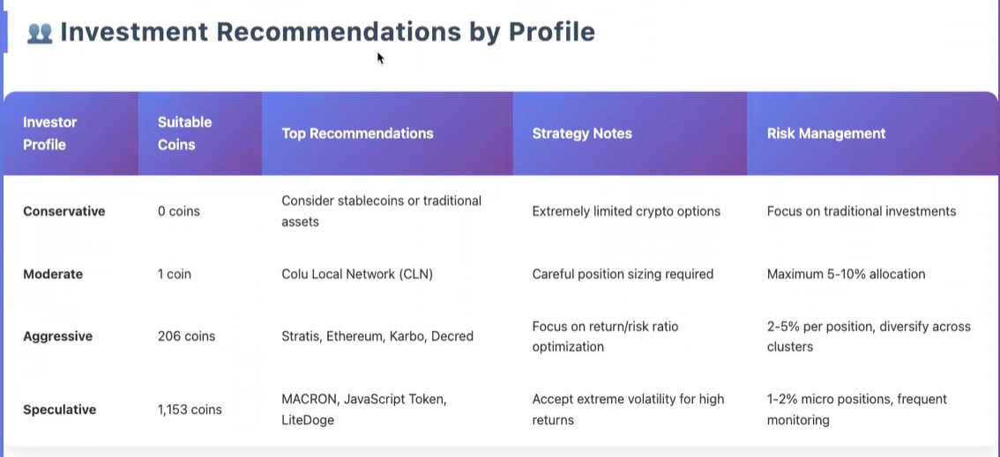 👥 Investment Recommendations by Profile
Investor
Profile
Suitable
Coins
Top Recommendations
Strategy Notes
Risk Management
Conservative
0 coins
Consider stablecoins or traditional
assets
Extremely limited crypto options
Focus on traditional investments
Moderate
1 coin
Colu Local Network (CLN)
Careful position sizing required
Maximum 5-10% allocation
Aggressive
206 coins
Stratis, Ethereum, Karbo, Decred
Focus on return/risk ratio
optimization
2-5% per position, diversify across
clusters
Speculative
1,153 coins
MACRON, JavaScript Token,
LiteDoge
Accept extreme volatility for high
returns
1-2% micro positions, frequent
monitoring